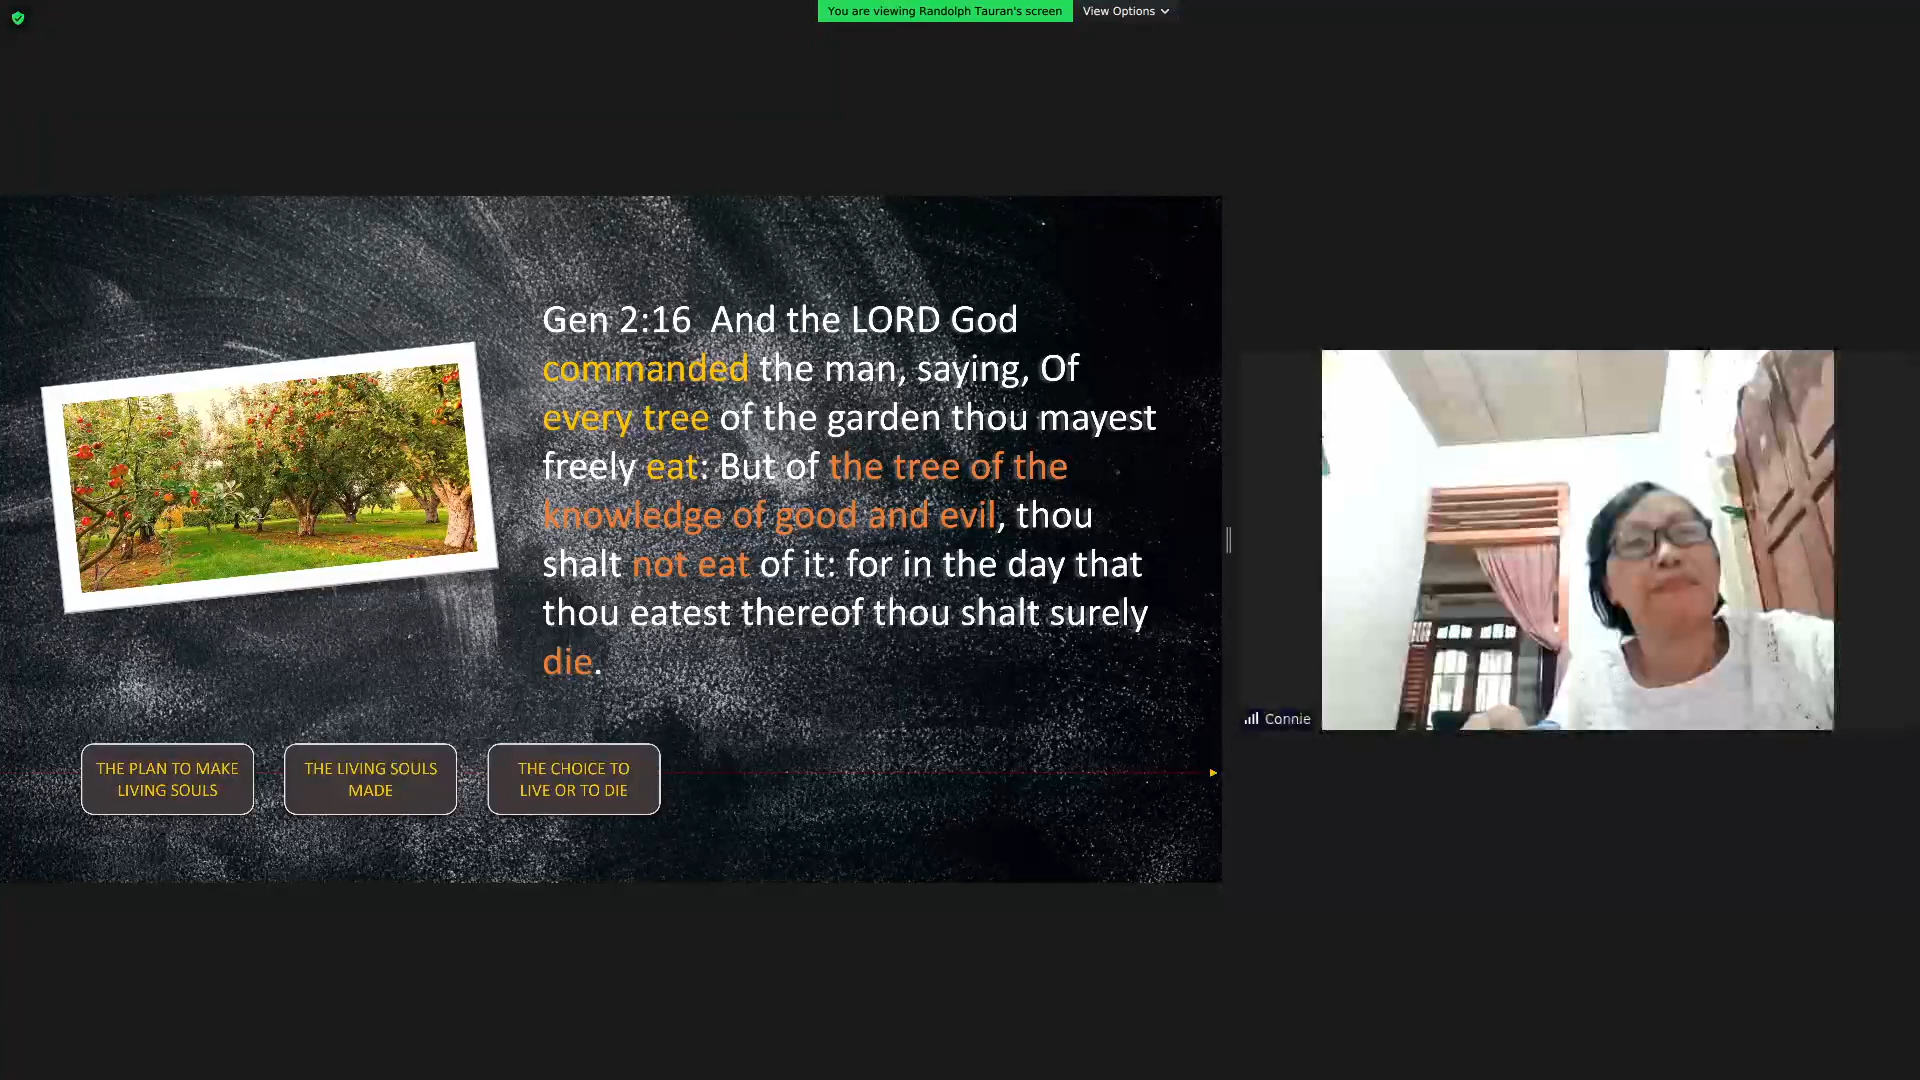 You are viewing Randolph Tauran's screen
View Options
Gen 2:16  And the LORD God
commanded the man, saying, Of
every tree of the garden thou mayest
freely eat: But of the tree of the
knowledge of good and evil, thou
shalt not eat of it: for in the day that
thou eatest thereof thou shalt surely
die.
THE PLAN TO MAKE
LIVING SOULS
THE LIVING SOULS
MADE
THE CHOICE TO
LIVE OR TO DIE
Connie